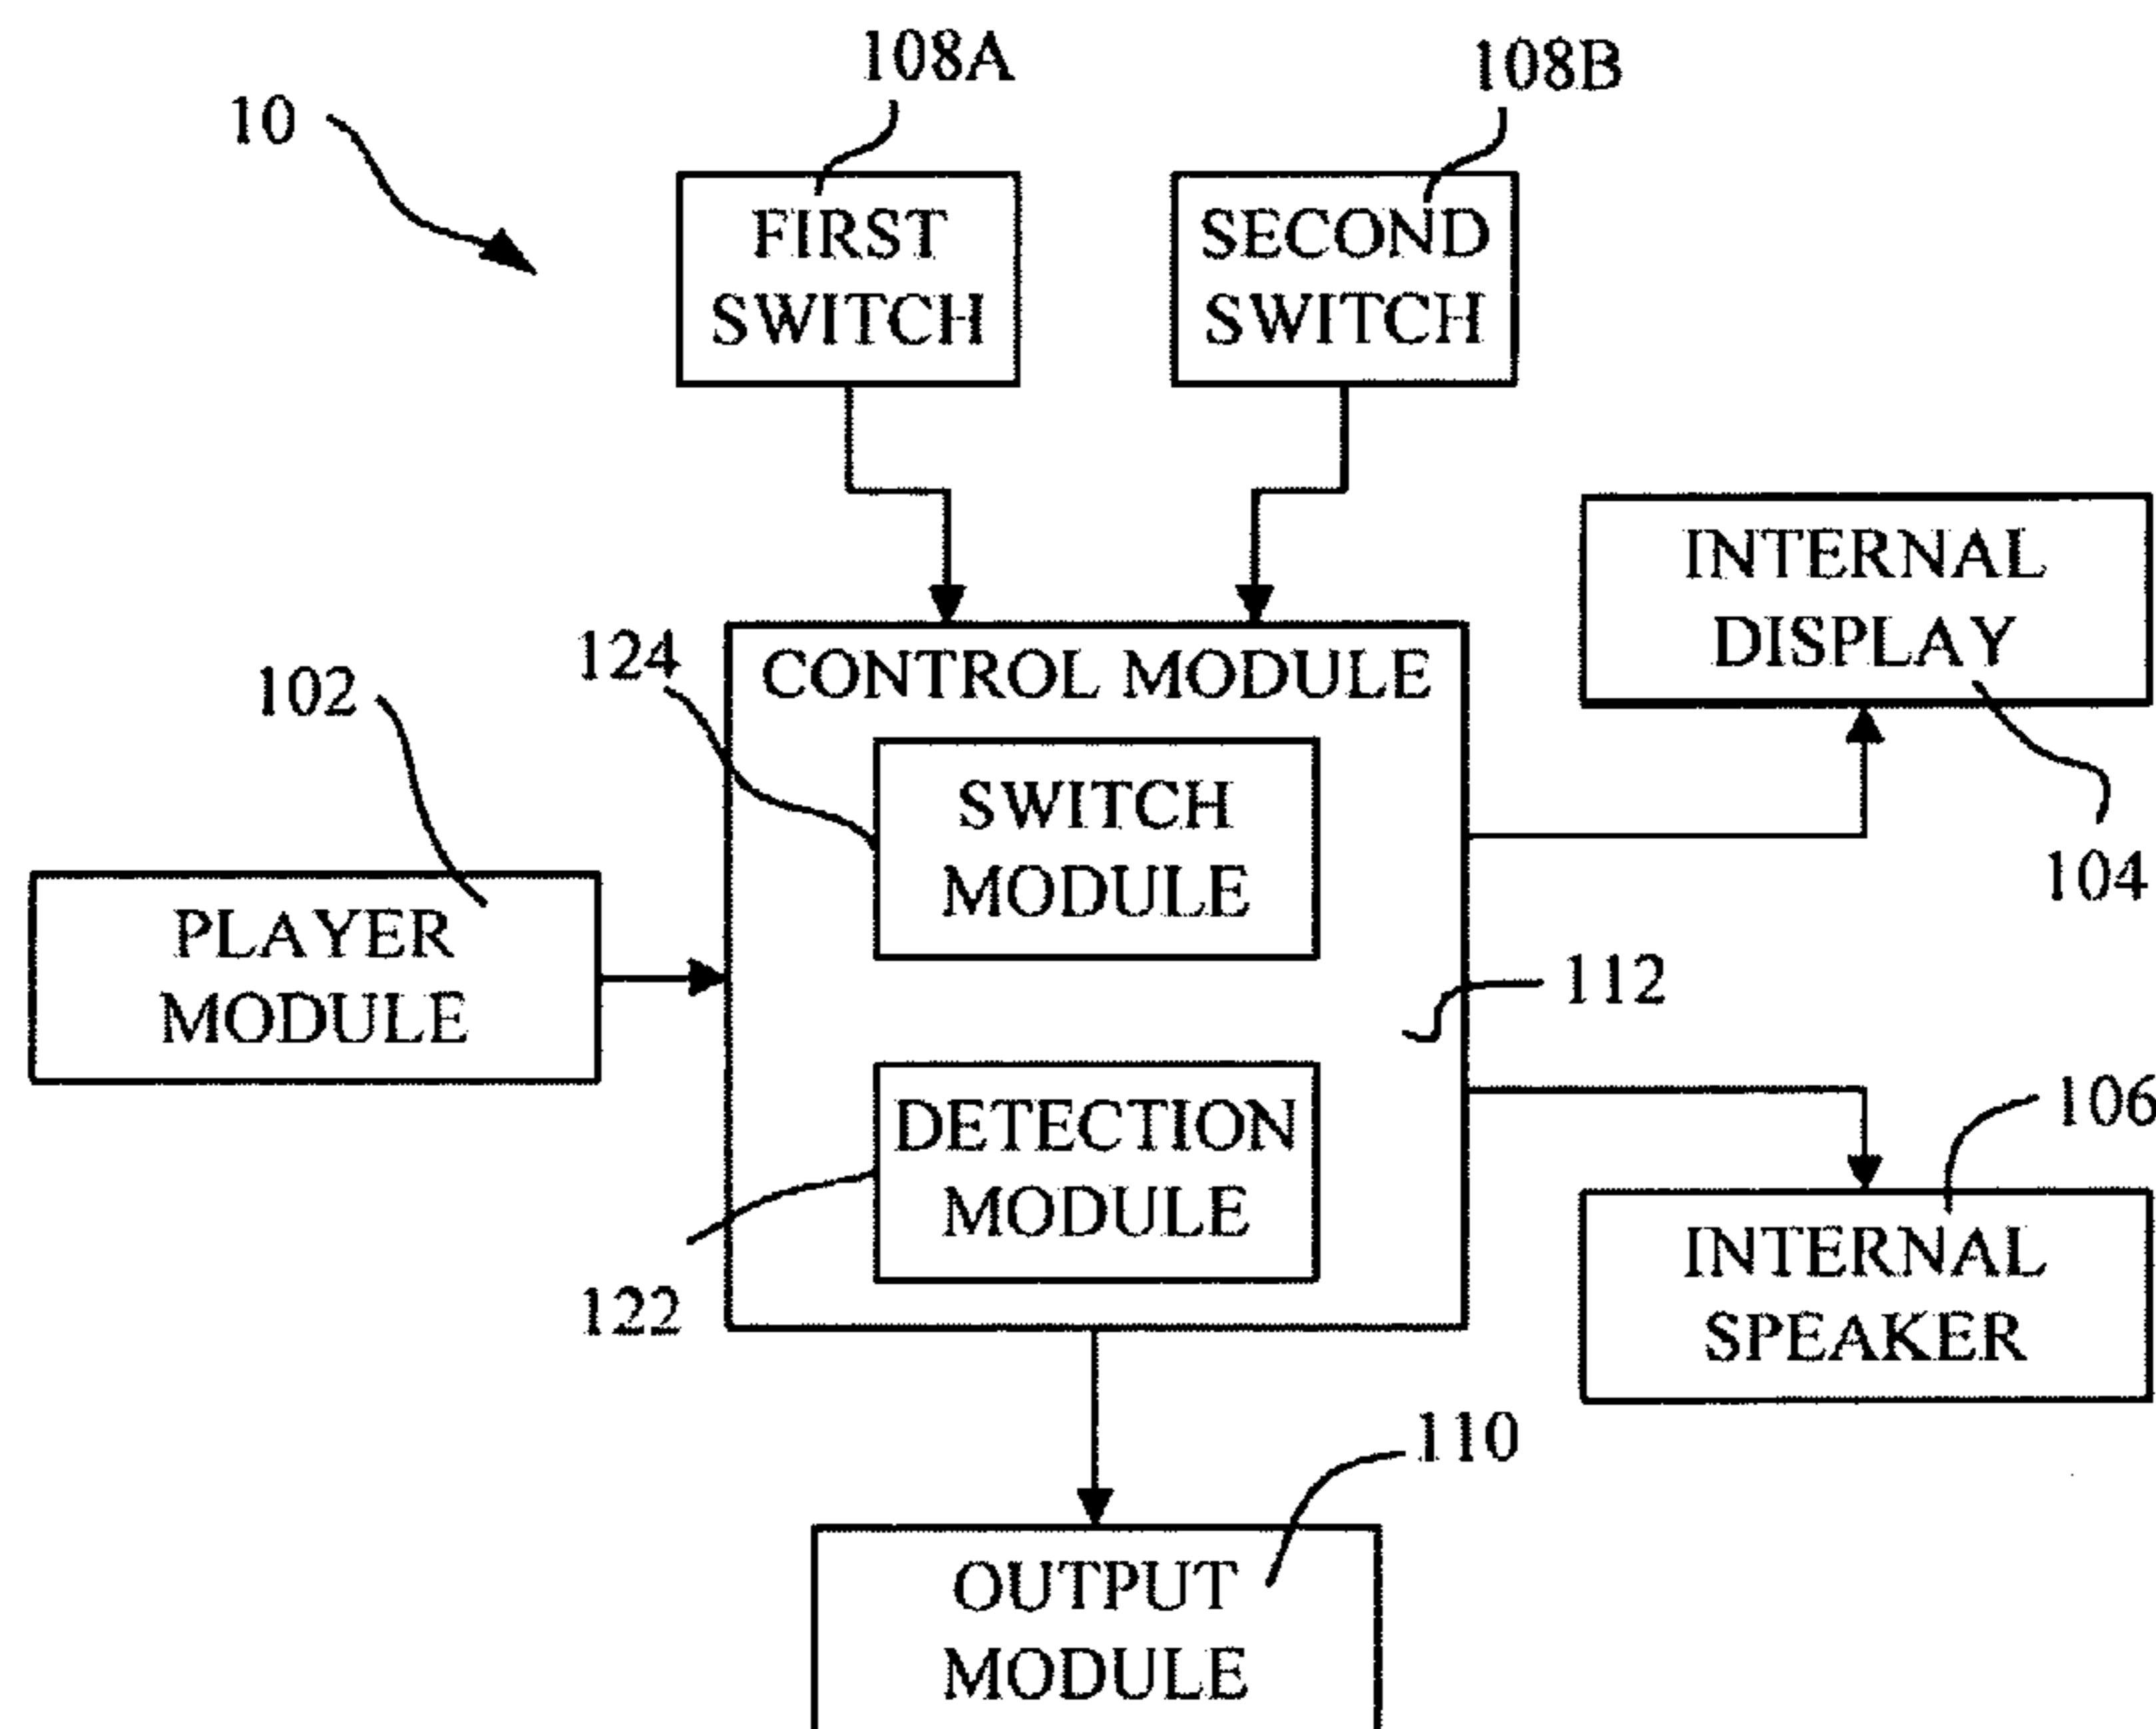 108A
108B
10
FIRST
SWITCH
SECOND
SWITCH
INTERNAL
DISPLAY
104
124
CONTROL MODULE
102
SWITCH
MODULE
PLAYER
MODULE
112
DETECTION
MODULE
122
106
INTERNAL
SPEAKER
110
OUTPUT
MODULE